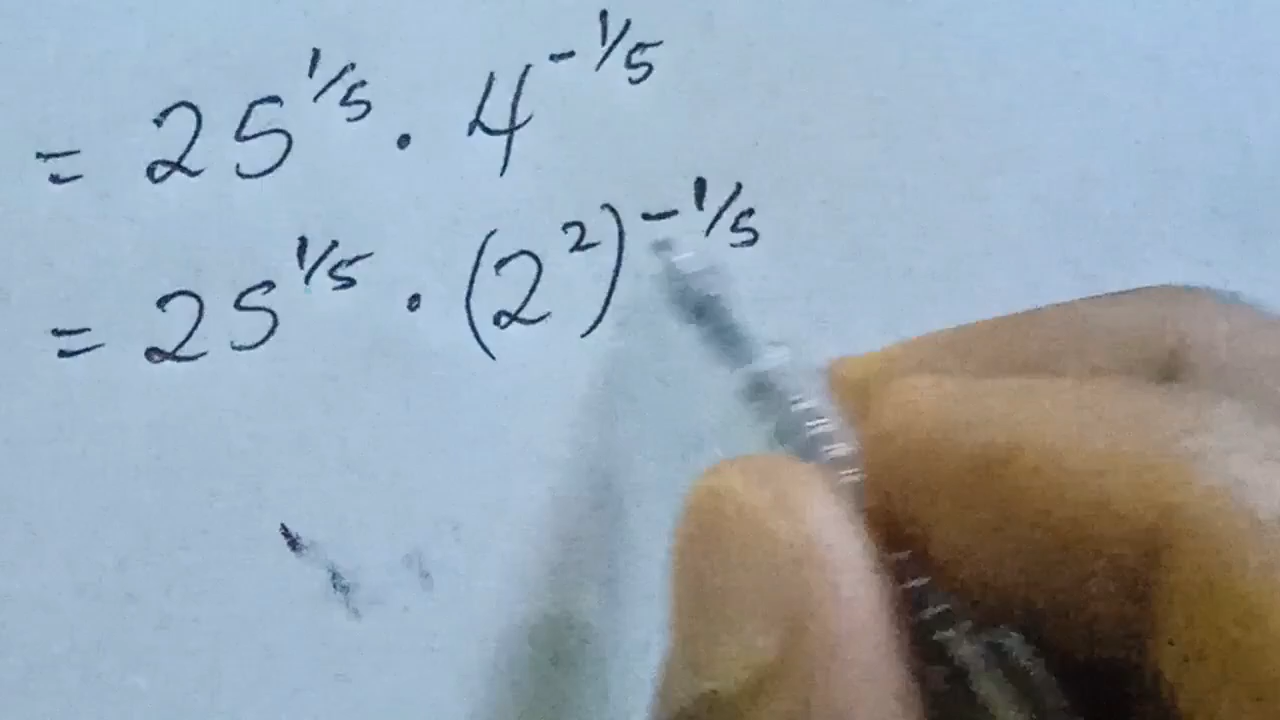 = 25^{1/5} · 4^{-1/5}
= 25^{1/5} · (2^2)^{-1/5}